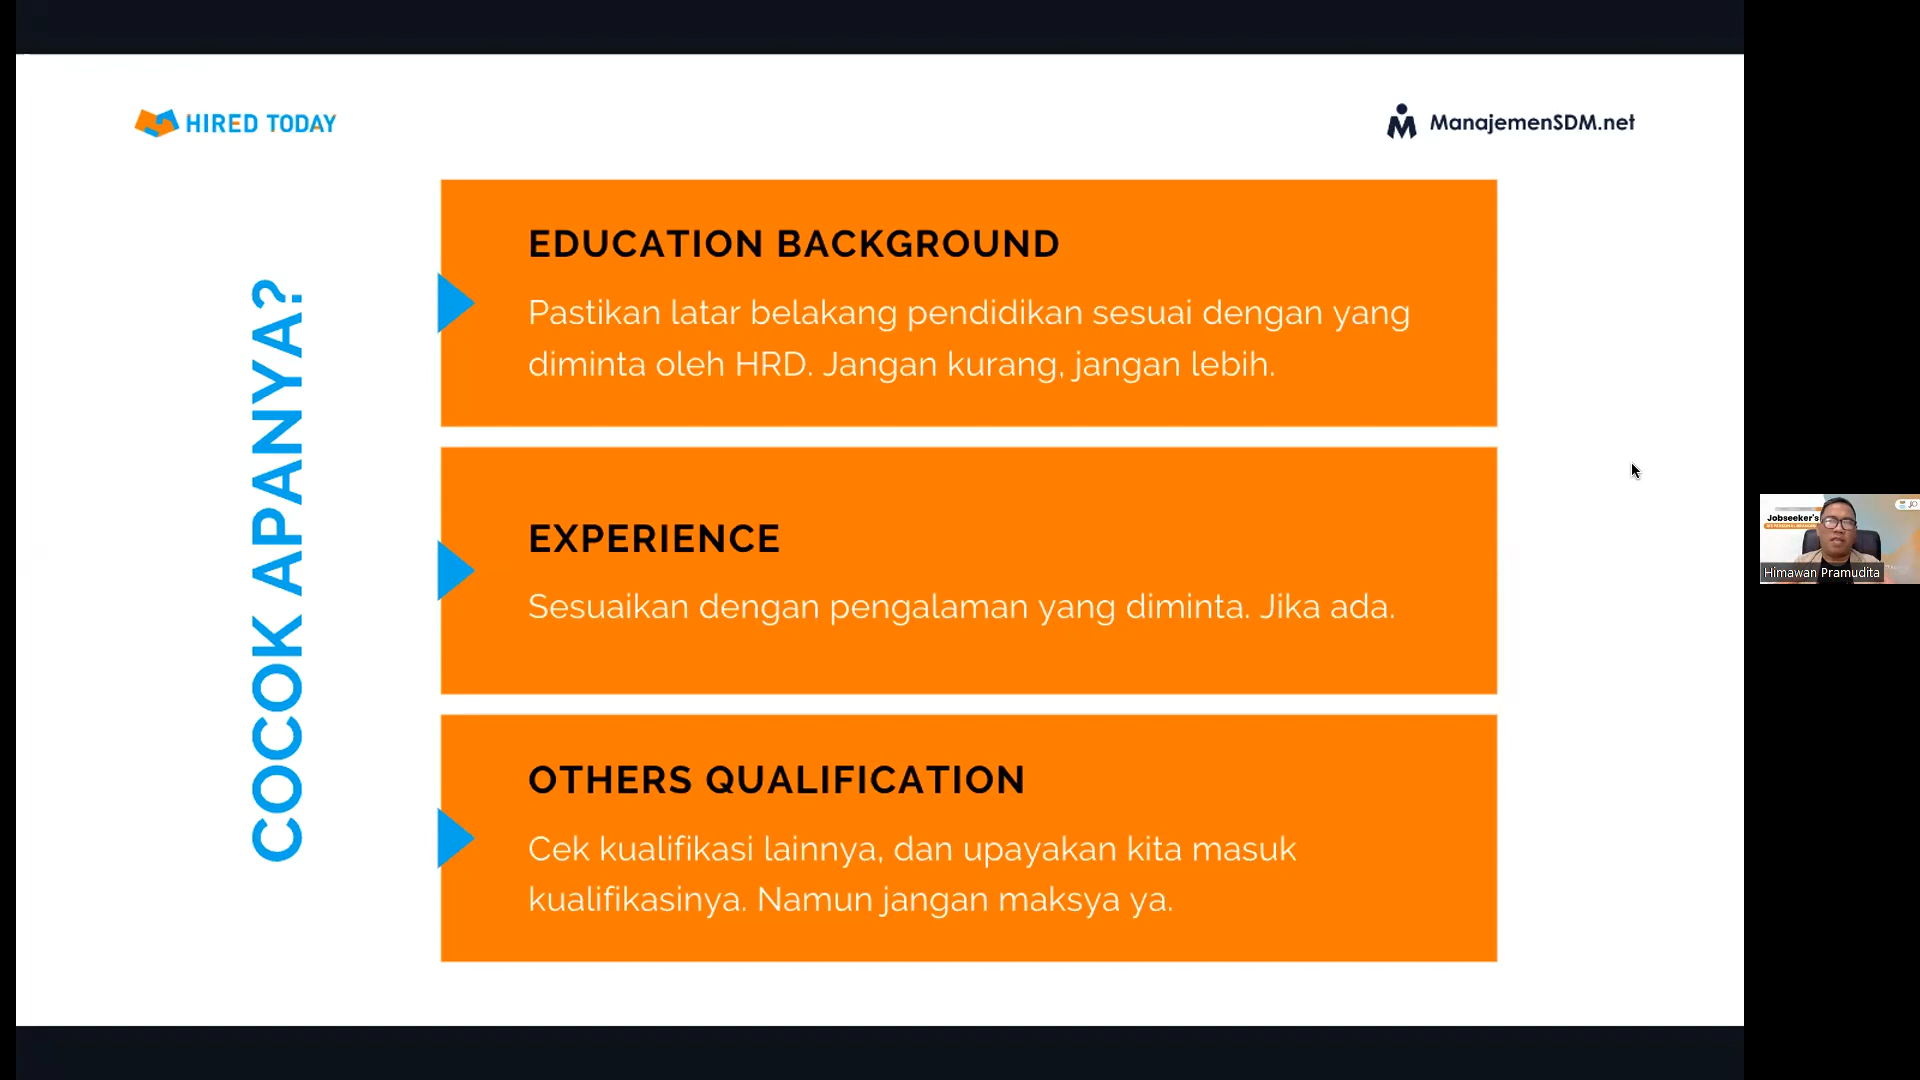 HIRED TODAY
ManajemenSDM.net
COCOK APANYA?
EDUCATION BACKGROUND
Pastikan latar belakang pendidikan sesuai dengan yang
diminta oleh HRD. Jangan kurang, jangan lebih.
EXPERIENCE
Sesuaikan dengan pengalaman yang diminta. Jika ada.
OTHERS QUALIFICATION
Cek kualifikasi lainnya, dan upayakan kita masuk
kualifikasinya. Namun jangan maksya ya.
Jobseeker's
Himawan Pramudita